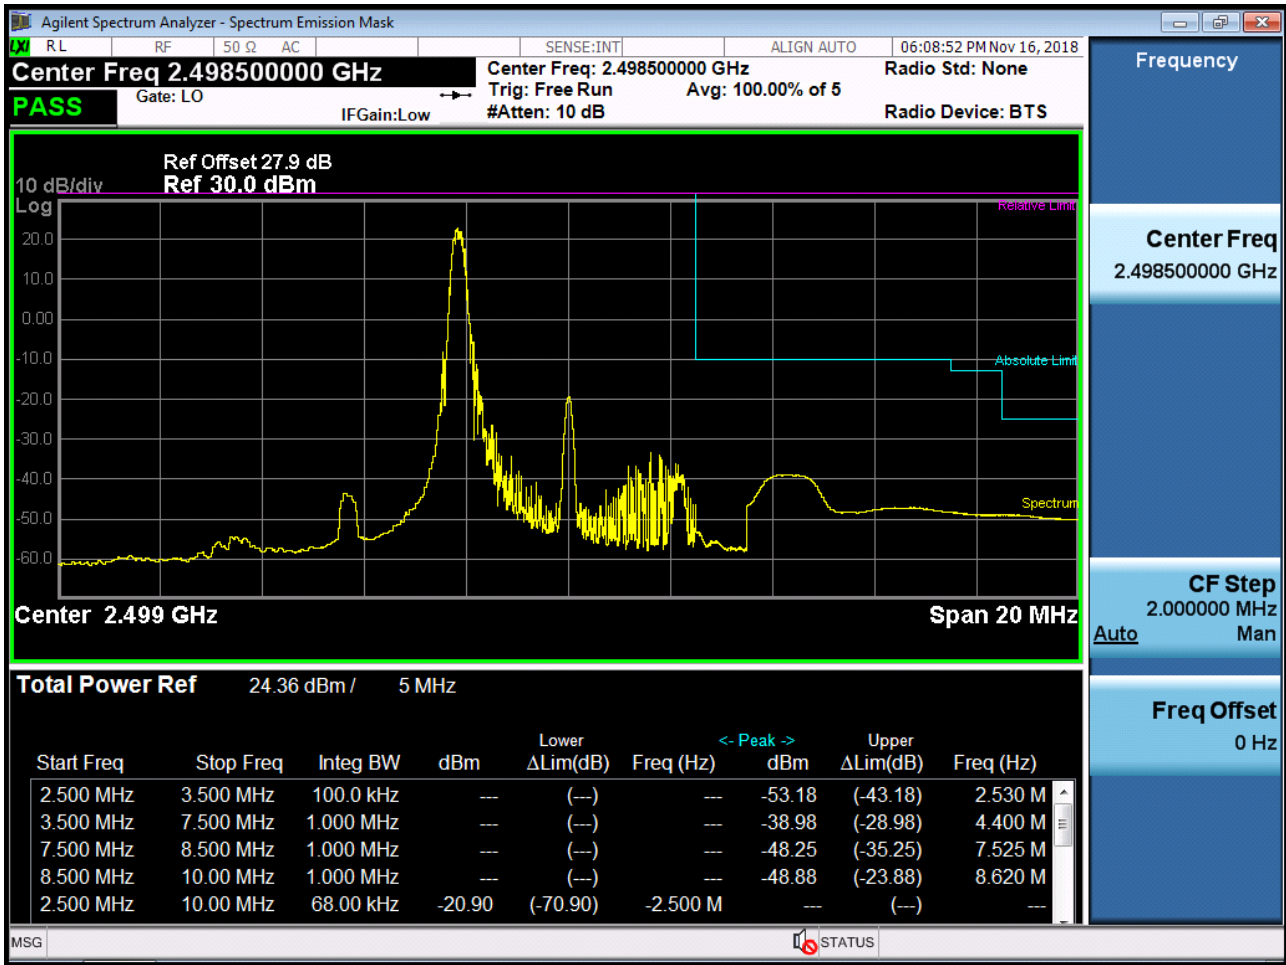 Agilent Spectrum Analyzer - Spectrum Emission Mask
LXI RL RF 50 Ω AC SENSE:INT ALIGN AUTO 06:08:52 PM Nov 16, 2018
Center Freq 2.498500000 GHz
Center Freq: 2.498500000 GHz
Radio Std: None
PASS
Gate: LO
Trig: Free Run
Avg: 100.00% of 5
IFGain:Low
#Atten: 10 dB
Radio Device: BTS
Ref Offset 27.9 dB
10 dB/div Ref 30.0 dBm
Log
Relative Limit
20.0
10.0
0.00
-10.0
Absolute Limit
-20.0
-30.0
-40.0
Spectrum
-50.0
-60.0
Center 2.499 GHz Span 20 MHz
Total Power Ref 24.36 dBm / 5 MHz
Lower <- Peak -> Upper
Start Freq Stop Freq Integ BW dBm ΔLim(dB) Freq (Hz) dBm ΔLim(dB) Freq (Hz)
2.500 MHz 3.500 MHz 100.0 kHz --- (---) --- -53.18 (-43.18) 2.530 M
3.500 MHz 7.500 MHz 1.000 MHz --- (---) --- -38.98 (-28.98) 4.400 M
7.500 MHz 8.500 MHz 1.000 MHz --- (---) --- -48.25 (-35.25) 7.525 M
8.500 MHz 10.00 MHz 1.000 MHz --- (---) --- -48.88 (-23.88) 8.620 M
2.500 MHz 10.00 MHz 68.00 kHz -20.90 (-70.90) -2.500 M --- (---) ---
MSG STATUS
Frequency
Center Freq
2.498500000 GHz
CF Step
2.000000 MHz
Auto Man
Freq Offset
0 Hz